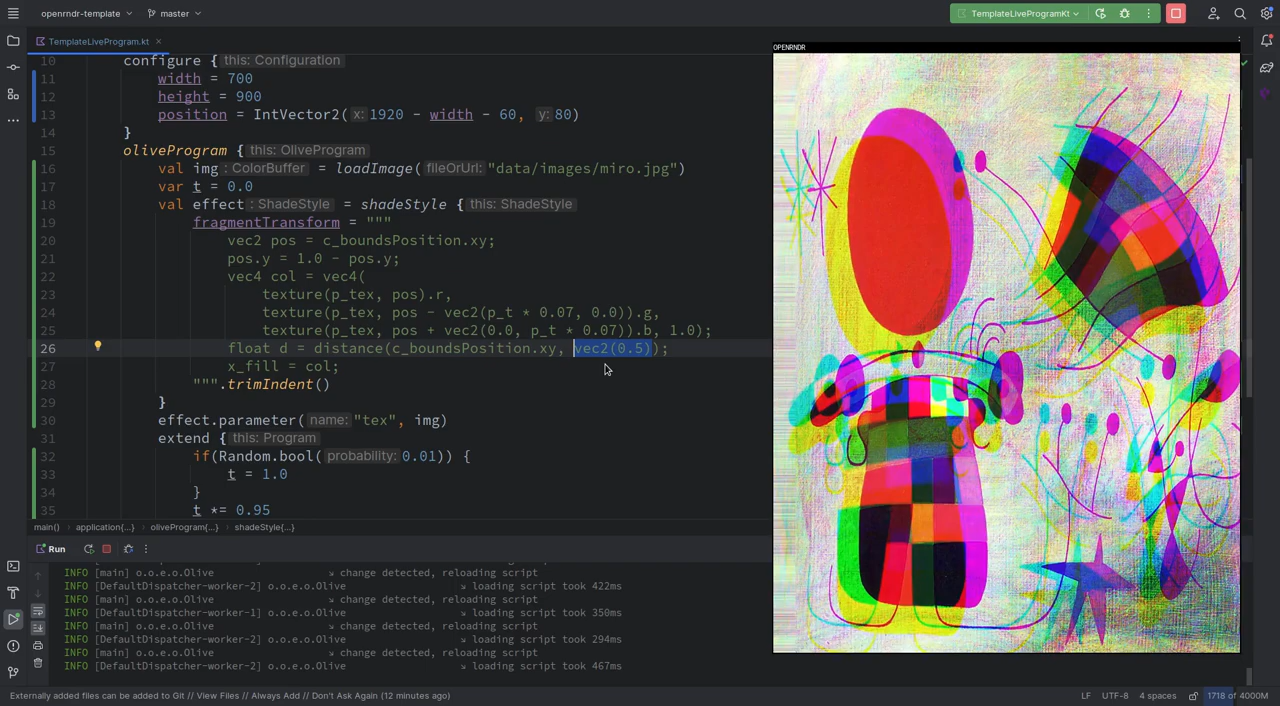 openrndr-template
master
TemplateLiveProgramKt
TemplateLiveProgram.kt
OPENRNDR
10 configure { this: Configuration
11 width = 700
12 height = 900
13 position = IntVector2( x: 1920 - width - 60, y: 80)
14 }
15 oliveProgram { this: OliveProgram
16 val img mage( "data/images/miro.jpg")
17 var t = 0.0
18 val effect shadeStyle { this: ShadeStyle
19 fragmentTransform = """
20 vec2 pos = c_boundsPosition.xy;
21 pos.y = 1.0 - pos.y;
22 vec4 c = vec4(
23 texture(p_tex, pos).r,
24 texture(p_tex, pos - vec2(p_t * 0.07, 0.0)).g,
25 texture(p_tex, pos + vec2(0.0, p_t * 0.07)).b, 1.0);
26 float d = distance(c_boundsPosition.xy, vec2(0.5));
27 x_fill =
28 """.trimIndent()
29 }
30 effect.parameter( name: "tex", img)
31 extend { this: Program
32 if(Random.bool( probability: 0.01)) {
33 t = 1.0
34 }
35 t .95
main() application{...} oliveProgram{...} shadeStyle{...}
Run
INFO [main] o.o.e.o.Olive ↘ change detected, reloading script
INFO [DefaultDispatcher-worker-2] o.o.e.o.Olive ↘ loading script took 422ms
INFO [main] o.o.e.o.Olive ↘ change detected, reloading script
INFO [DefaultDispatcher-worker-1] o.o.e.o.Olive ↘ loading script took 350ms
INFO [main] o.o.e.o.Olive ↘ change detected, reloading script
INFO [DefaultDispatcher-worker-2] o.o.e.o.Olive ↘ loading script took 294ms
INFO [main] o.o.e.o.Olive ↘ change detected, reloading script
INFO [DefaultDispatcher-worker-2] o.o.e.o.Olive ↘ loading script took 467ms
Externally added files can be added to Git // View Files // Always Add // Don't Ask Again (12 minutes ago)
LF UTF-8 4 spaces 1718 of 4000M